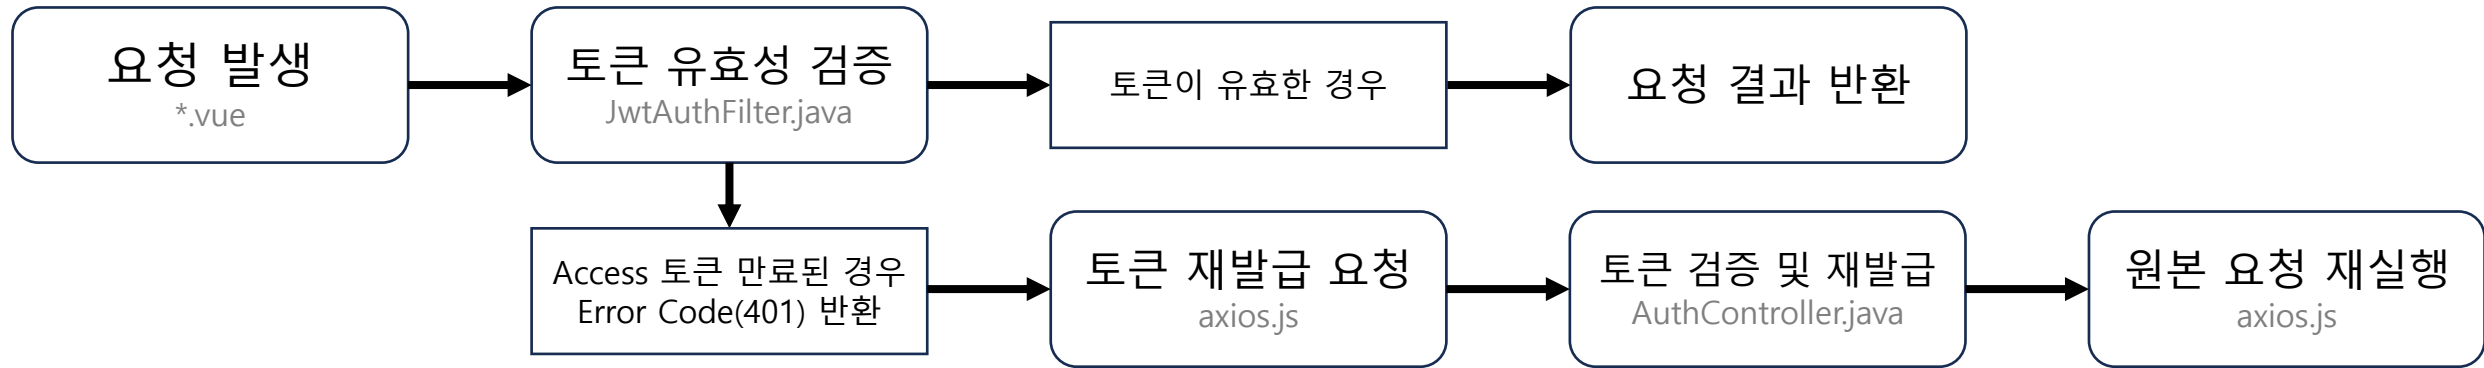 요청 발생
*.vue
토큰 유효성 검증
JwtAuthFilter.java
토큰이 유효한 경우
요청 결과 반환
Access 토큰 만료된 경우
Error Code(401) 반환
토큰 재발급 요청
axios.js
토큰 검증 및 재발급
AuthController.java
원본 요청 재실행
axios.js